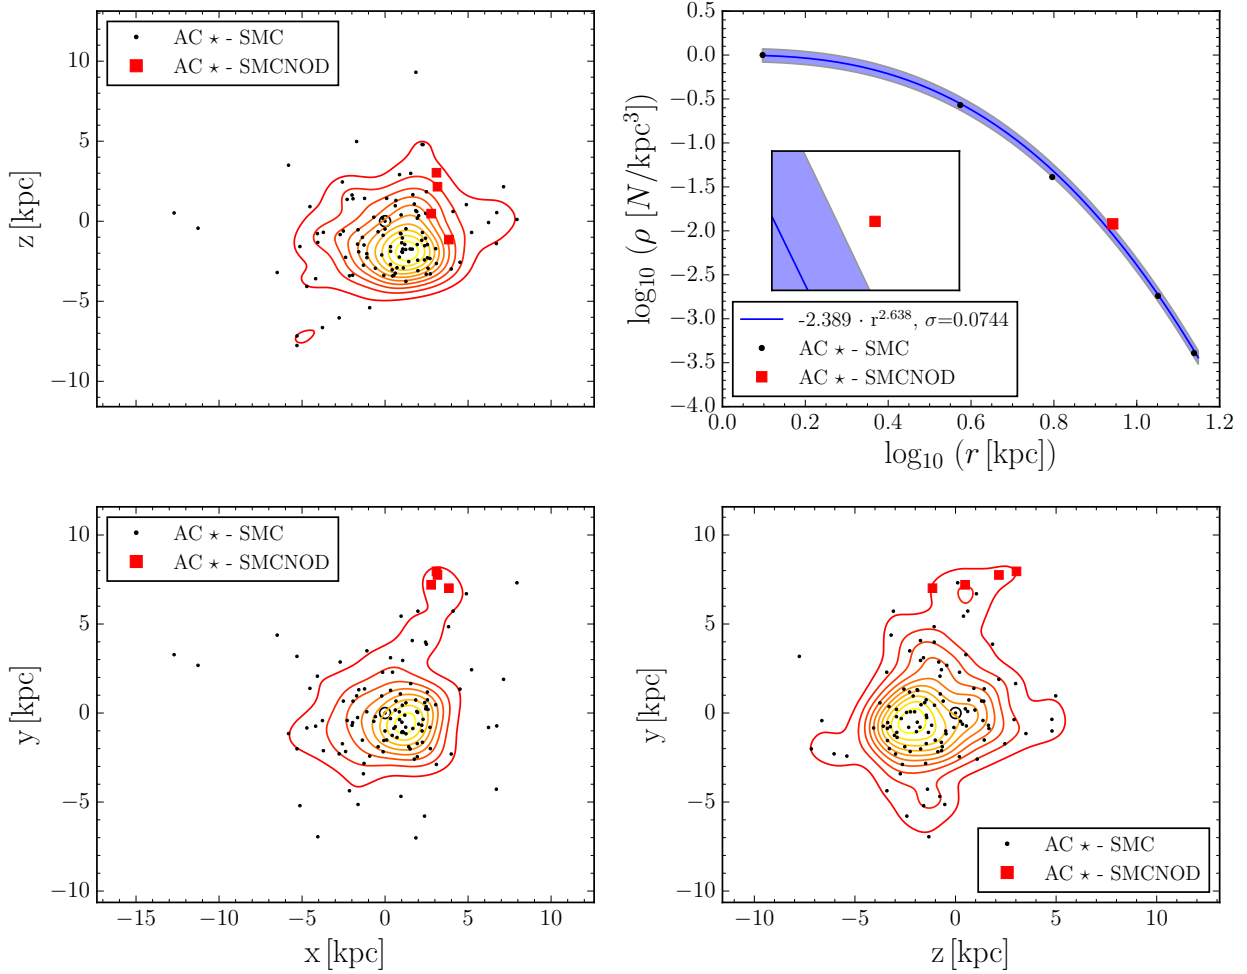 AC ⋆ - SMC
AC ⋆ - SMCNOD
10
5
0
−5
−10
z [kpc]
0.5
0.0
−0.5
−1.0
−1.5
−2.0
−2.5
−3.0
−3.5
−4.0
log₁₀ (ρ [N/kpc³])
-2.389 · r^2.638, σ=0.0744
AC ⋆ - SMC
AC ⋆ - SMCNOD
0.0 0.2 0.4 0.6 0.8 1.0 1.2
log₁₀ (r [kpc])
AC ⋆ - SMC
AC ⋆ - SMCNOD
10
5
0
−5
−10
y [kpc]
−15 −10 −5 0 5 10
x [kpc]
10
5
0
−5
−10
y [kpc]
AC ⋆ - SMC
AC ⋆ - SMCNOD
−10 −5 0 5 10
z [kpc]